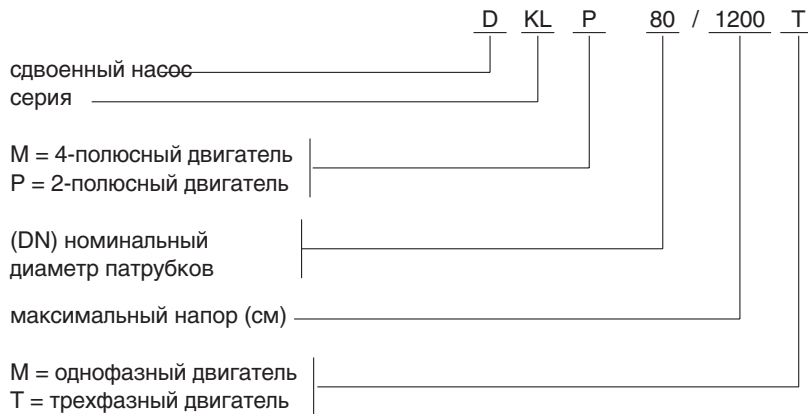 D KL P 80 / 1200 T
сдвоенный насос
серия
М = 4-полюсный двигатель
Р = 2-полюсный двигатель
(DN) номинальный
диаметр патрубков
максимальный напор (см)
М = однофазный двигатель
Т = трехфазный двигатель